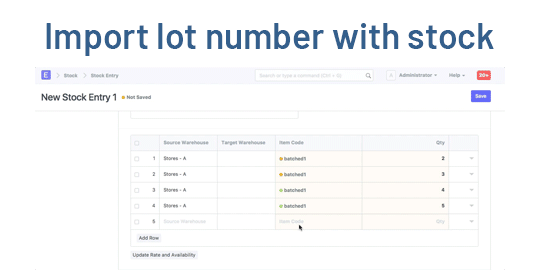 Import lot number with stock
E > Stock > Stock Entry Search or type a command (Ctrl + G) A Administrator Help 20+
New Stock Entry 1 Not Saved Save
Source Warehouse Target Warehouse Item Code Qty
1 Stores - A batched1 2
2 Stores - A batched1 3
3 Stores - A batched1 4
4 Stores - A batched1 5
5 Source Warehouse Item Code Qty
Add Row
Update Rate and Availability